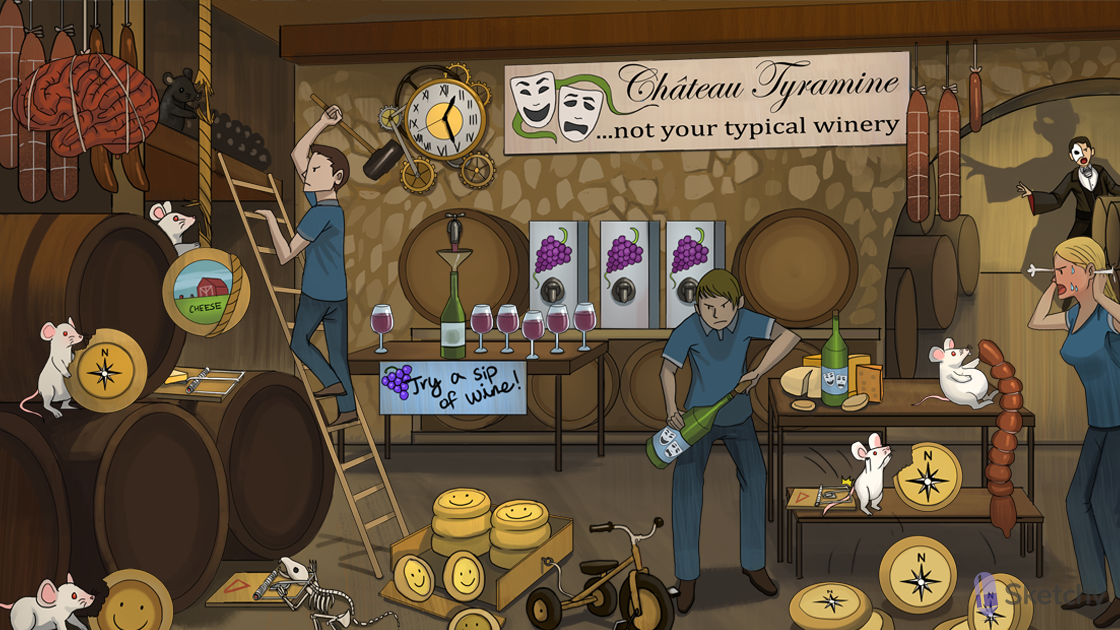 Château Tyramine
...not your typical winery
CHEESE
N
Try a sip
of wine!
N
N
N
Sketchy